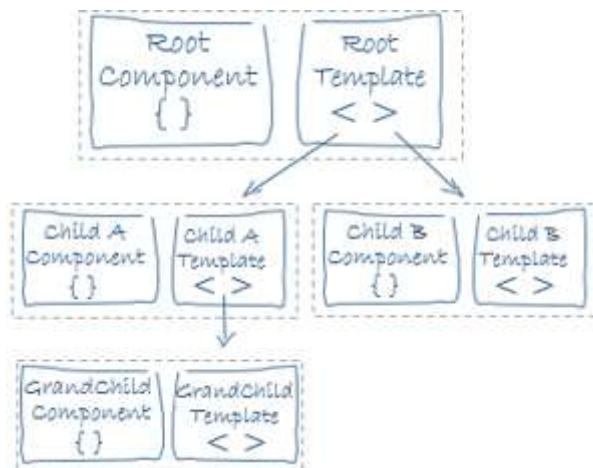 Root
Component
{ }
Root
Template
< >
Child A
Component
{ }
Child A
Template
< >
Child B
Component
{ }
Child B
Template
< >
GrandChild
Component
{ }
GrandChild
Template
< >